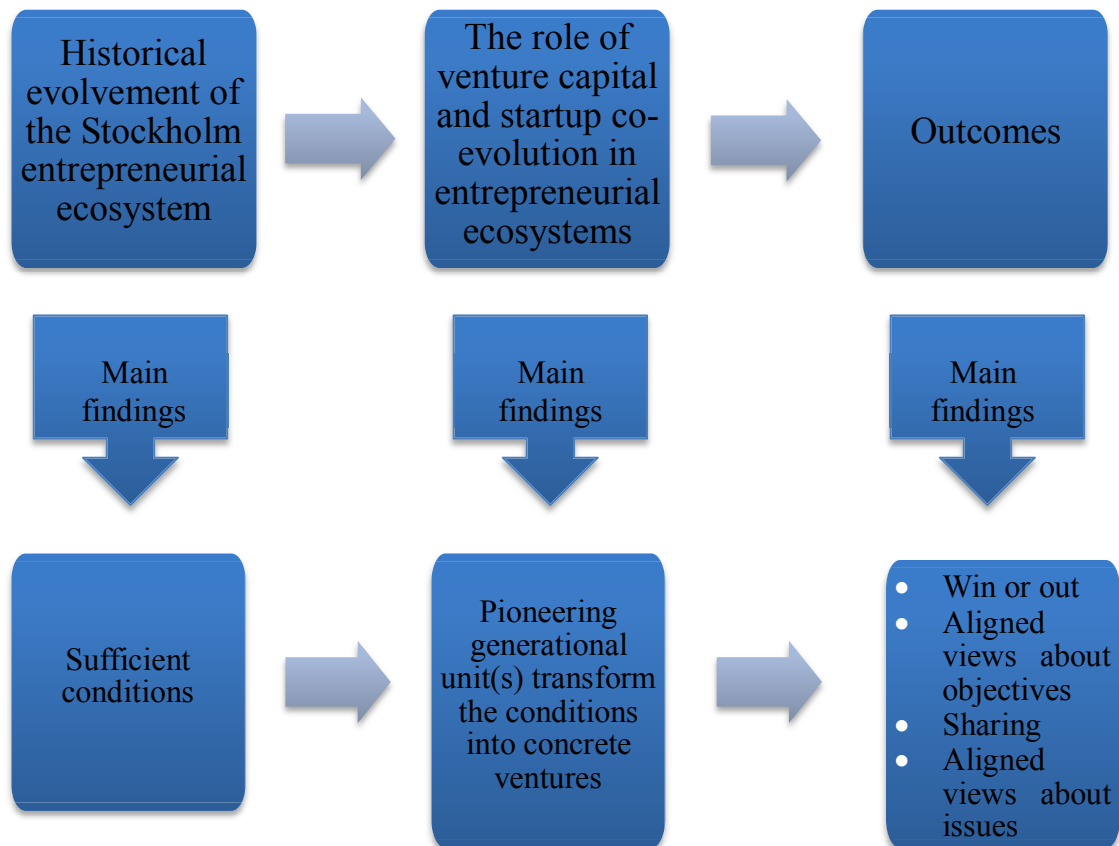 Historical
evolvement of
the Stockholm
entrepreneurial
ecosystem
The role of
venture capital
and startup co-
evolution in
entrepreneurial
ecosystems
Outcomes
Main
findings
Main
findings
Main
findings
Sufficient
conditions
Pioneering
generational
unit(s) transform
the conditions
into concrete
ventures
• Win or out
• Aligned
views about
objectives
• Sharing
• Aligned
views about
issues